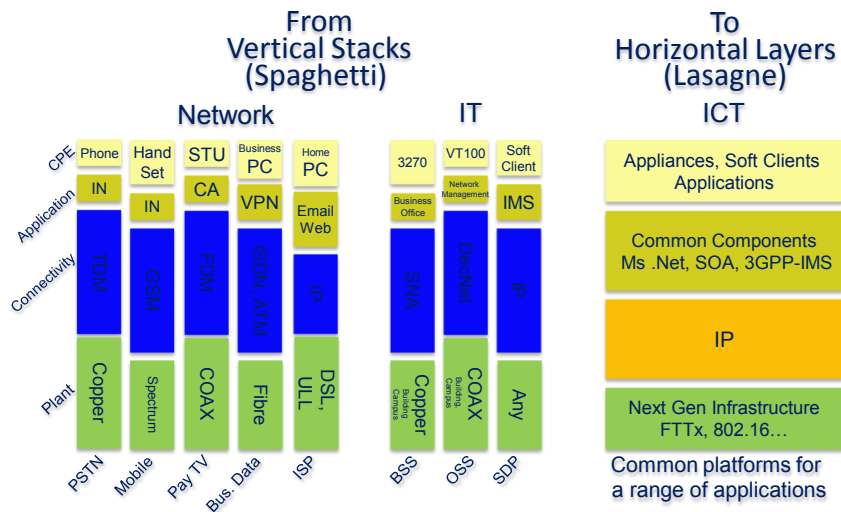 From
Vertical Stacks
(Spaghetti)
To
Horizontal Layers
(Lasagne)
Network
IT
ICT
CPE
Application
Connectivity
Plant
Phone
IN
TDM
Copper
PSTN
Hand
Set
IN
GSM
Spectrum
Mobile
STU
CA
FDM
COAX
Pay TV
Business
PC
VPN
ISDN, ATM
Fibre
Bus. Data
Home
PC
Email
Web
IP
DSL,
ULL
ISP
3270
Business
Office
SNA
Copper
Building
Campus
BSS
VT100
Network
Management
DecNet
COAX
Building,
Campus
OSS
Soft
Client
IMS
IP
Any
SDP
Appliances, Soft Clients
Applications
Common Components
Ms .Net, SOA, 3GPP-IMS
IP
Next Gen Infrastructure
FTTx, 802.16…
Common platforms for
a range of applications